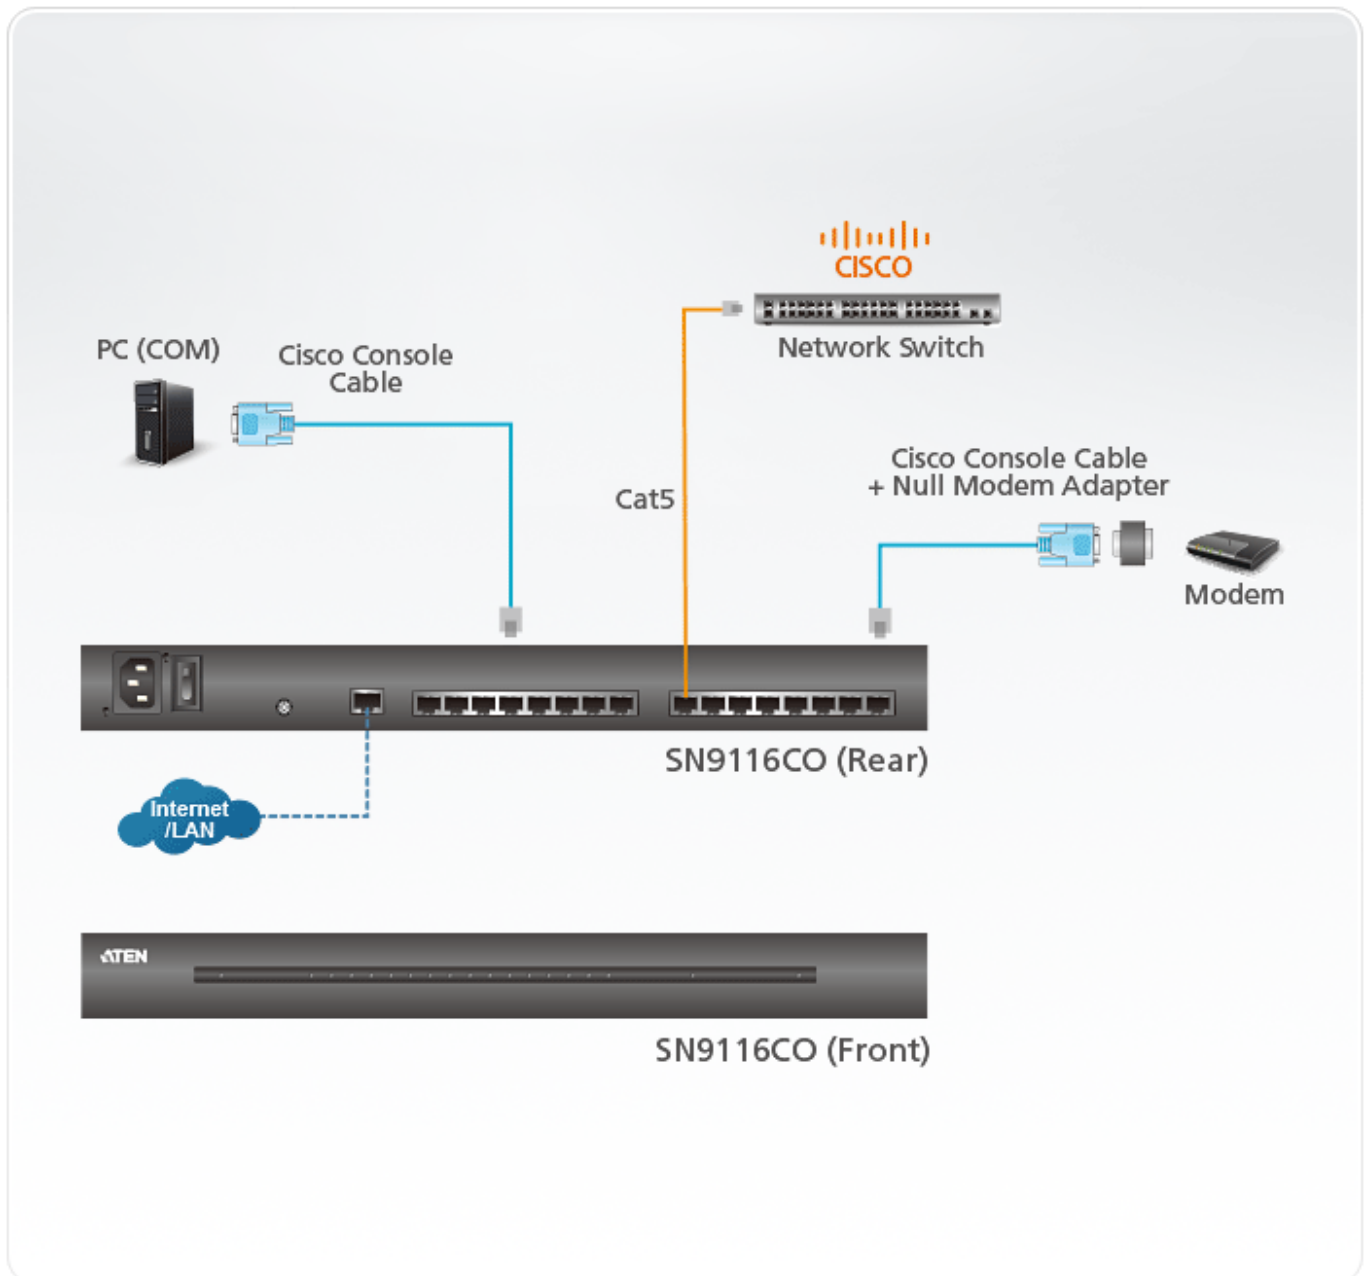 CISCO
Network Switch
PC (COM)
Cisco Console
Cable
Cat5
Cisco Console Cable
+ Null Modem Adapter
Modem
SN9116CO (Rear)
Internet
/LAN
ATEN
SN9116CO (Front)